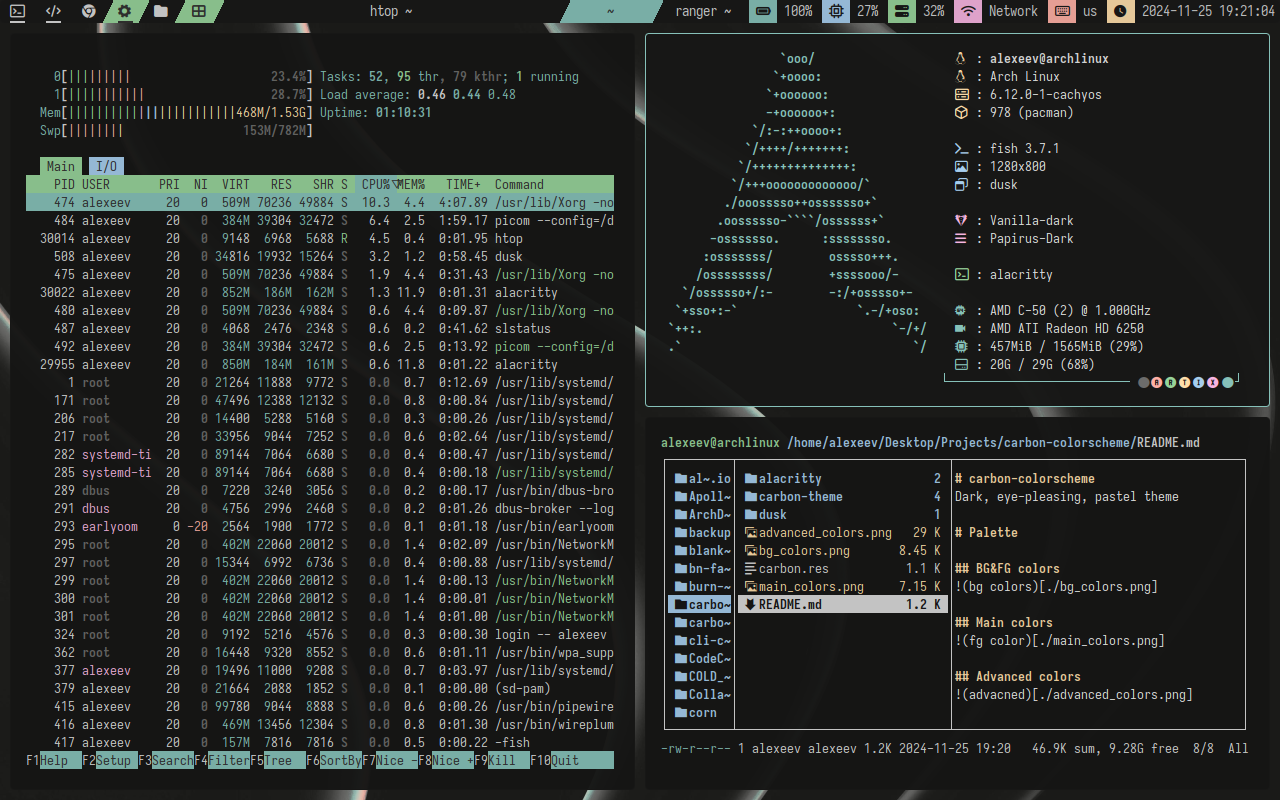 htop ~ ~ ranger ~ 100% 27% 32% Network us 2024-11-25 19:21:04
0[||||||||| 23.4%] Tasks: 52, 95 thr, 79 kthr; 1 running
1[||||||||||| 28.7%] Load average: 0.46 0.44 0.48
Mem[||||||||||||||||||||||||468M/1.53G] Uptime: 01:10:31
Swp[|||||||| 153M/782M]
Main I/O
PID USER PRI NI VIRT RES SHR S CPU%▽MEM% TIME+ Command
474 alexeev 20 0 509M 70236 49884 S 10.3 4.4 4:07.89 /usr/lib/Xorg -no
484 alexeev 20 0 384M 39304 32472 S 6.4 2.5 1:59.17 picom --config=/d
30014 alexeev 20 0 9148 6968 5688 R 4.5 0.4 0:01.95 htop
508 alexeev 20 0 34816 19932 15264 S 3.2 1.2 0:58.45 dusk
475 alexeev 20 0 509M 70236 49884 S 1.9 4.4 0:31.43 /usr/lib/Xorg -no
30022 alexeev 20 0 852M 186M 162M S 1.3 11.9 0:01.31 alacritty
480 alexeev 20 0 509M 70236 49884 S 0.6 4.4 0:09.87 /usr/lib/Xorg -no
487 alexeev 20 0 4068 2476 2348 S 0.6 0.2 0:41.62 slstatus
492 alexeev 20 0 384M 39304 32472 S 0.6 2.5 0:13.92 picom --config=/d
29955 alexeev 20 0 850M 184M 161M S 0.6 11.8 0:01.22 alacritty
1 root 20 0 21264 11888 9772 S 0.0 0.7 0:12.69 /usr/lib/systemd/
171 root 20 0 47496 12388 12132 S 0.0 0.8 0:00.84 /usr/lib/systemd/
206 root 20 0 14400 5288 5160 S 0.0 0.3 0:00.26 /usr/lib/systemd/
217 root 20 0 33956 9044 7252 S 0.0 0.6 0:02.64 /usr/lib/systemd/
282 systemd-ti 20 0 89144 7064 6680 S 0.0 0.4 0:00.47 /usr/lib/systemd/
285 systemd-ti 20 0 89144 7064 6680 S 0.0 0.4 0:00.18 /usr/lib/systemd/
289 dbus 20 0 7220 3240 3056 S 0.0 0.2 0:00.17 /usr/bin/dbus-bro
291 dbus 20 0 4756 2996 2460 S 0.0 0.2 0:01.26 dbus-broker --log
293 earlyoom 0 -20 2564 1900 1772 S 0.0 0.1 0:01.18 /usr/bin/earlyoom
295 root 20 0 402M 22060 20012 S 0.0 1.4 0:02.09 /usr/bin/NetworkM
297 root 20 0 15344 6992 6736 S 0.0 0.4 0:00.88 /usr/lib/systemd/
299 root 20 0 402M 22060 20012 S 0.0 1.4 0:00.13 /usr/bin/NetworkM
300 root 20 0 402M 22060 20012 S 0.0 1.4 0:00.01 /usr/bin/NetworkM
301 root 20 0 402M 22060 20012 S 0.0 1.4 0:01.00 /usr/bin/NetworkM
324 root 20 0 9192 5216 4576 S 0.0 0.3 0:00.30 login -- alexeev
362 root 20 0 16448 9320 8552 S 0.0 0.6 0:01.11 /usr/bin/wpa_supp
377 alexeev 20 0 19496 11000 9208 S 0.0 0.7 0:03.97 /usr/lib/systemd/
379 alexeev 20 0 21664 2088 1852 S 0.0 0.1 0:00.00 (sd-pam)
415 alexeev 20 0 99780 9044 8888 S 0.0 0.6 0:00.26 /usr/bin/pipewire
416 alexeev 20 0 469M 13456 12304 S 0.0 0.8 0:01.30 /usr/bin/wireplum
417 alexeev 20 0 157M 7816 7816 S 0.0 0.5 0:00.22 -fish
F1Help F2Setup F3SearchF4FilterF5Tree F6SortByF7Nice -F8Nice +F9Kill F10Quit
`ooo/
`+oooo:
`+oooooo:
-+oooooo+:
`/:-:++oooo+:
`/++++/+++++++:
`/++++++++++++++:
`/+++ooooooooooooo/`
./ooosssso++osssssso+`
.oossssso-````/ossssss+`
-osssssso. :ssssssso.
:osssssss/ osssso+++.
/ossssssss/ +ssssooo/-
`/ossssso+/:- -:/+osssso+-
`+sso+:-` `.-/+oso:
`++:. `-/+/
.` `/
: alexeev@archlinux
: Arch Linux
: 6.12.0-1-cachyos
: 978 (pacman)
: fish 3.7.1
: 1280x800
: dusk
: Vanilla-dark
: Papirus-Dark
: alacritty
: AMD C-50 (2) @ 1.000GHz
: AMD ATI Radeon HD 6250
: 457MiB / 1565MiB (29%)
: 20G / 29G (68%)
A R T I X
alexeev@archlinux /home/alexeev/Desktop/Projects/carbon-colorscheme/README.md
al~.io alacritty 2 # carbon-colorscheme
Apoll~ carbon-theme 4 Dark, eye-pleasing, pastel theme
ArchD~ dusk 1
backup advanced_colors.png 29 K # Palette
blank~ bg_colors.png 8.45 K
bn-fa~ carbon.res 1.1 K ## BG&FG colors
burn-~ main_colors.png 7.15 K !(bg colors)[./bg_colors.png]
carbo~ README.md 1.2 K
carbo~ ## Main colors
cli-c~ !(fg color)[./main_colors.png]
CodeC~
COLD_~ ## Advanced colors
Colla~ !(advacned)[./advanced_colors.png]
corn
-rw-r--r-- 1 alexeev alexeev 1.2K 2024-11-25 19:20 46.9K sum, 9.28G free 8/8 All